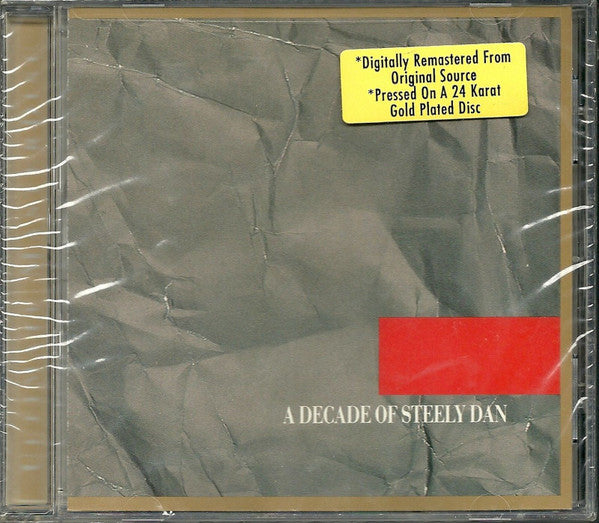 *Digitally Remastered From
Original Source
*Pressed On A 24 Karat
Gold Plated Disc
A DECADE OF STEELY DAN